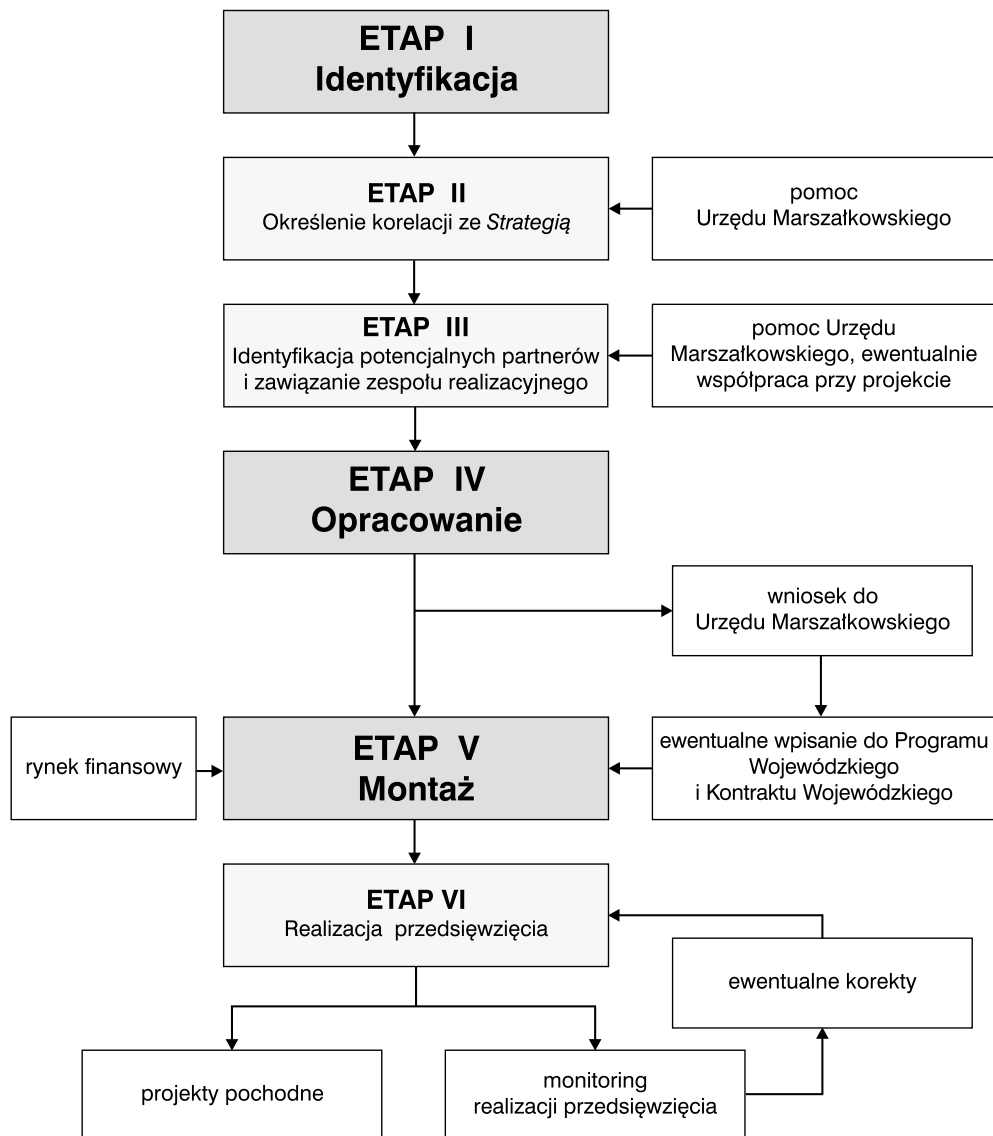 ETAP I
Identyfikacja
ETAP II
Określenie korelacji ze Strategią
pomoc
Urzędu Marszałkowskiego
ETAP III
Identyfikacja potencjalnych partnerów
i zawiązanie zespołu realizacyjnego
pomoc Urzędu
Marszałkowskiego, ewentualnie
współpraca przy projekcie
ETAP IV
Opracowanie
wniosek do
Urzędu Marszałkowskiego
rynek finansowy
ETAP V
Montaż
ewentualne wpisanie do Programu
Wojewódzkiego
i Kontraktu Wojewódzkiego
ETAP VI
Realizacja przedsięwzięcia
ewentualne korekty
projekty pochodne
monitoring
realizacji przedsięwzięcia